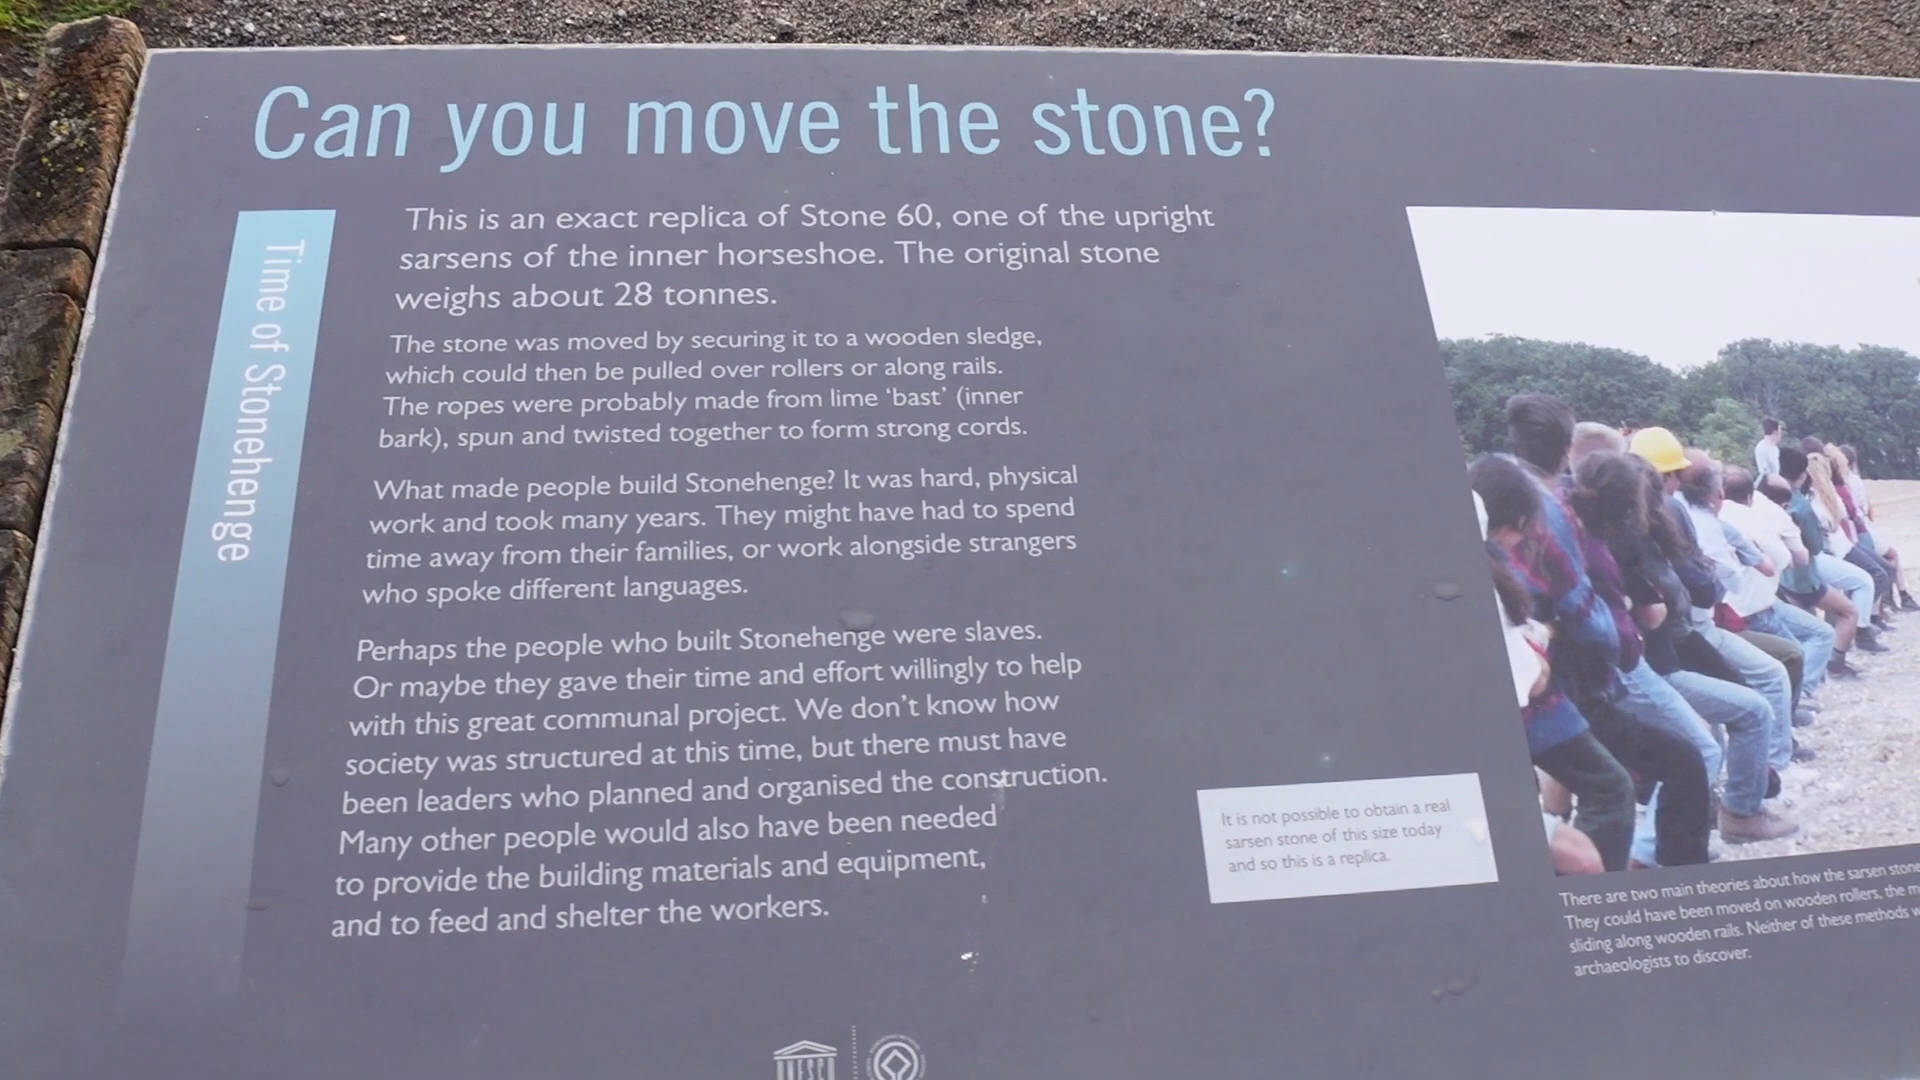 Can you move the stone?
Time of Stonehenge
This is an exact replica of Stone 60, one of the upright
sarsens of the inner horseshoe. The original stone
weighs about 28 tonnes.
The stone was moved by securing it to a wooden sledge,
which could then be pulled over rollers or along rails.
The ropes were probably made from lime ‘bast’ (inner
bark), spun and twisted together to form strong cords.
What made people build Stonehenge? It was hard, physical
work and took many years. They might have had to spend
time away from their families, or work alongside strangers
who spoke different languages.
Perhaps the people who built Stonehenge were slaves.
Or maybe they gave their time and effort willingly to help
with this great communal project. We don’t know how
society was structured at this time, but there must have
been leaders who planned and organised the construction.
Many other people would also have been needed
to provide the building materials and equipment,
and to feed and shelter the workers.
It is not possible to obtain a real
sarsen stone of this size today
and so this is a replica.
There are two main theories about how the sarsen stone
They could have been moved on wooden rollers, the
sliding along wooden rails. Neither of these methods
archaeologists to discover.
UNESCO